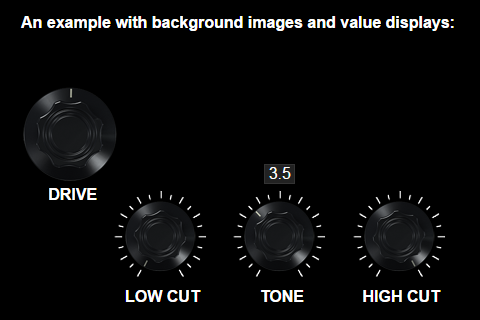 An example with background images and value displays:
DRIVE
3.5
LOW CUT
TONE
HIGH CUT